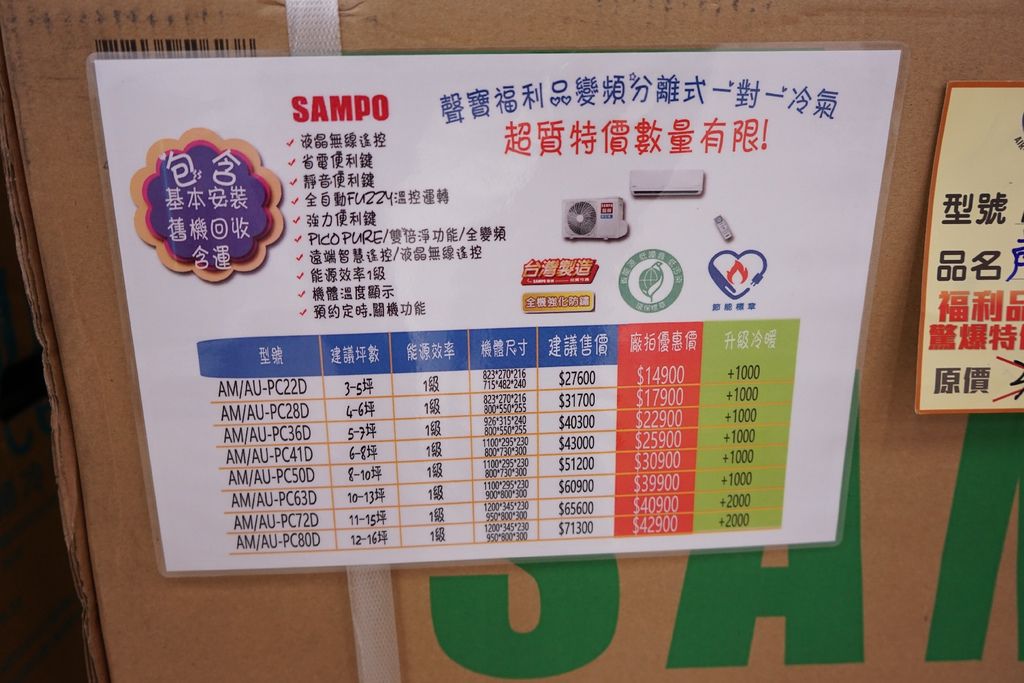 SAMPO
聲寶福利品變頻分離式一對一冷氣
超質特價數量有限!
包含
基本安裝
舊機回收
含運
液晶無線遙控
省電便利鍵
靜音便利鍵
全自動FUZZY溫控運轉
強力便利鍵
PICOPURE/雙倍淨功能/全變頻
遠端智慧遙控/液晶無線遙控
能源效率1級
機體溫度顯示
預約定時.關機功能
台灣製造
全機強化防鏽
環保標章
節能標章
型號 建議坪數 能源效率 機體尺寸 建議售價 廠拍優惠價 升級冷暖
AM/AU-PC22D 3-5坪 1級 823*270*216 715*482*240 $27600 $14900 +1000
AM/AU-PC28D 4-6坪 1級 823*270*216 800*550*255 $31700 $17900 +1000
AM/AU-PC36D 5-7坪 1級 926*315*240 800*550*255 $40300 $22900 +1000
AM/AU-PC41D 6-8坪 1級 1100*295*230 800*730*300 $43000 $25900 +1000
AM/AU-PC50D 8-10坪 1級 1100*295*230 800*730*300 $51200 $30900 +1000
AM/AU-PC63D 10-13坪 1級 1100*295*230 900*800*300 $60900 $39900 +1000
AM/AU-PC72D 11-15坪 1級 1200*345*230 950*800*300 $65600 $40900 +2000
AM/AU-PC80D 12-16坪 1級 1200*345*230 950*800*300 $71300 $42900 +2000
型號
品名
福利品
驚爆特
原價
SA